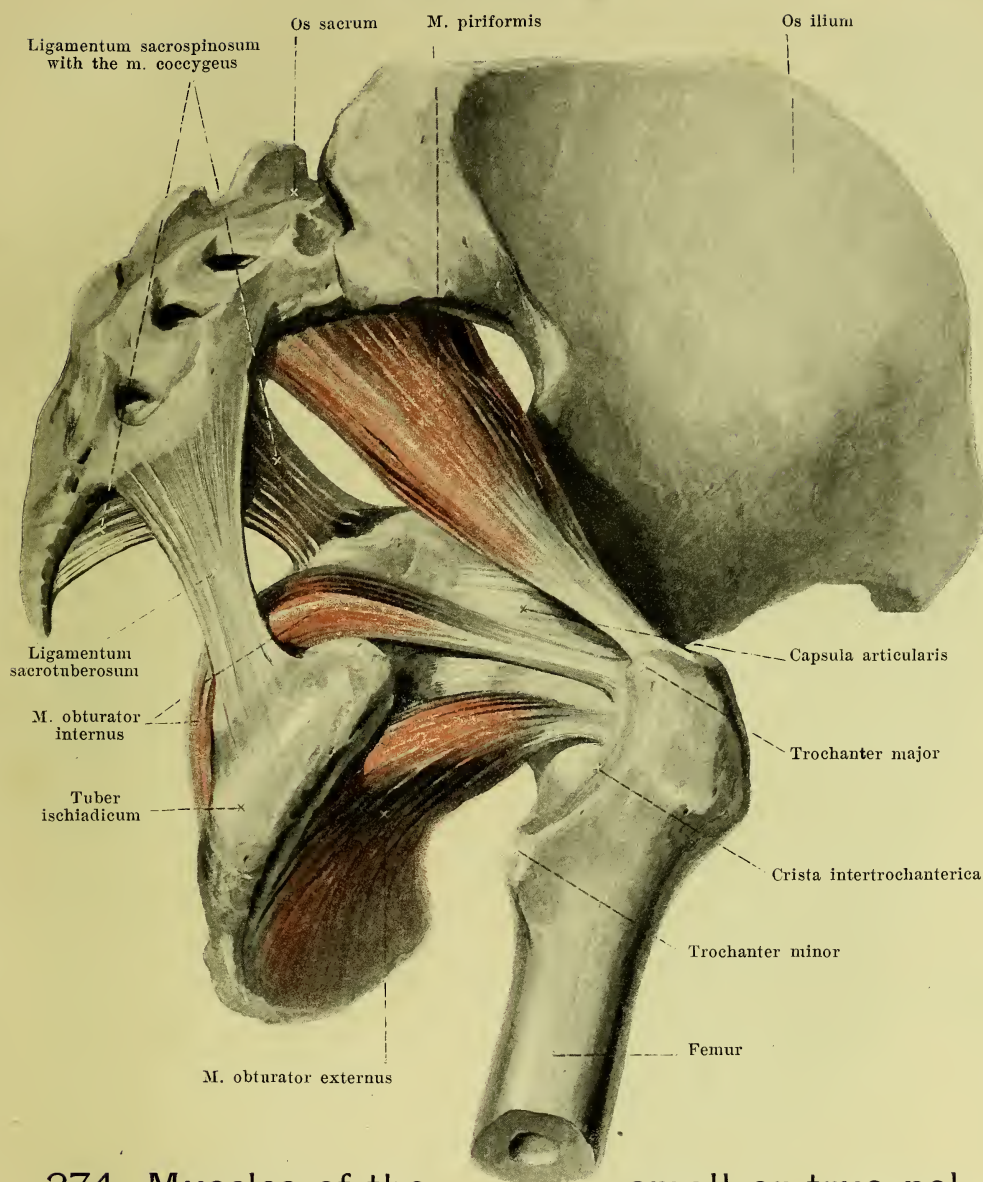 Os sacrum
M. piriformis
Os ilium
Ligamentum sacrospinosum
with the m. coccygeus
Ligamentum
sacrotuberosum
Capsula articularis
M. obturator
internus
Trochanter major
Tuber
ischiadicum
Crista intertrochanterica
Trochanter minor
Femur
M. obturator externus
274. Muscles of the small or true pel-